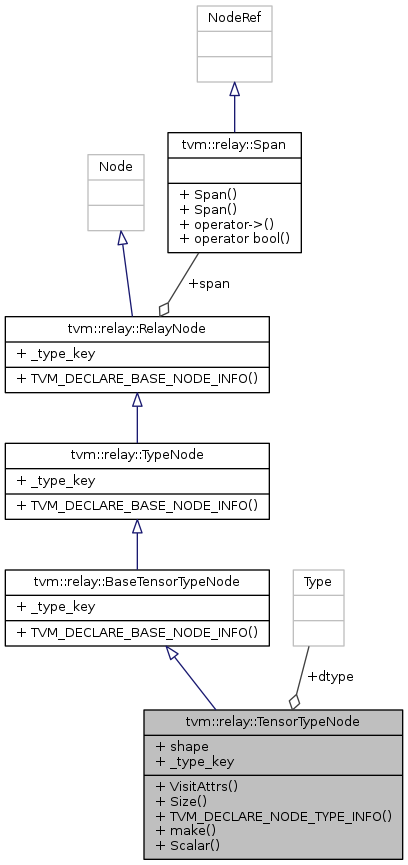 NodeRef
tvm::relay::Span
+ Span()
+ Span()
+ operator->()
+ operator bool()
Node
+span
tvm::relay::RelayNode
+ _type_key
+ TVM_DECLARE_BASE_NODE_INFO()
tvm::relay::TypeNode
+ _type_key
+ TVM_DECLARE_BASE_NODE_INFO()
tvm::relay::BaseTensorTypeNode
+ _type_key
+ TVM_DECLARE_BASE_NODE_INFO()
Type
+dtype
tvm::relay::TensorTypeNode
+ shape
+ _type_key
+ VisitAttrs()
+ Size()
+ TVM_DECLARE_NODE_TYPE_INFO()
+ make()
+ Scalar()